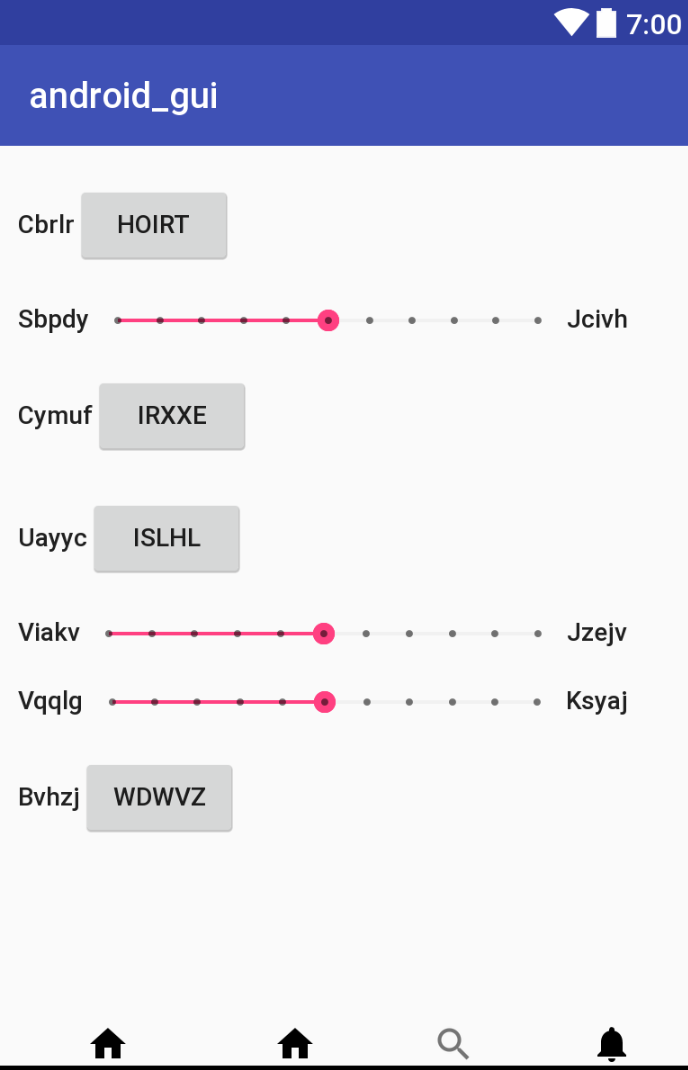 7:00
android_gui
Cbrlr HOIRT
Sbpdy Jcivh
Cymuf IRXXE
Uayyc ISLHL
Viakv Jzejv
Vqqlg Ksyaj
Bvhzj WDWVZ